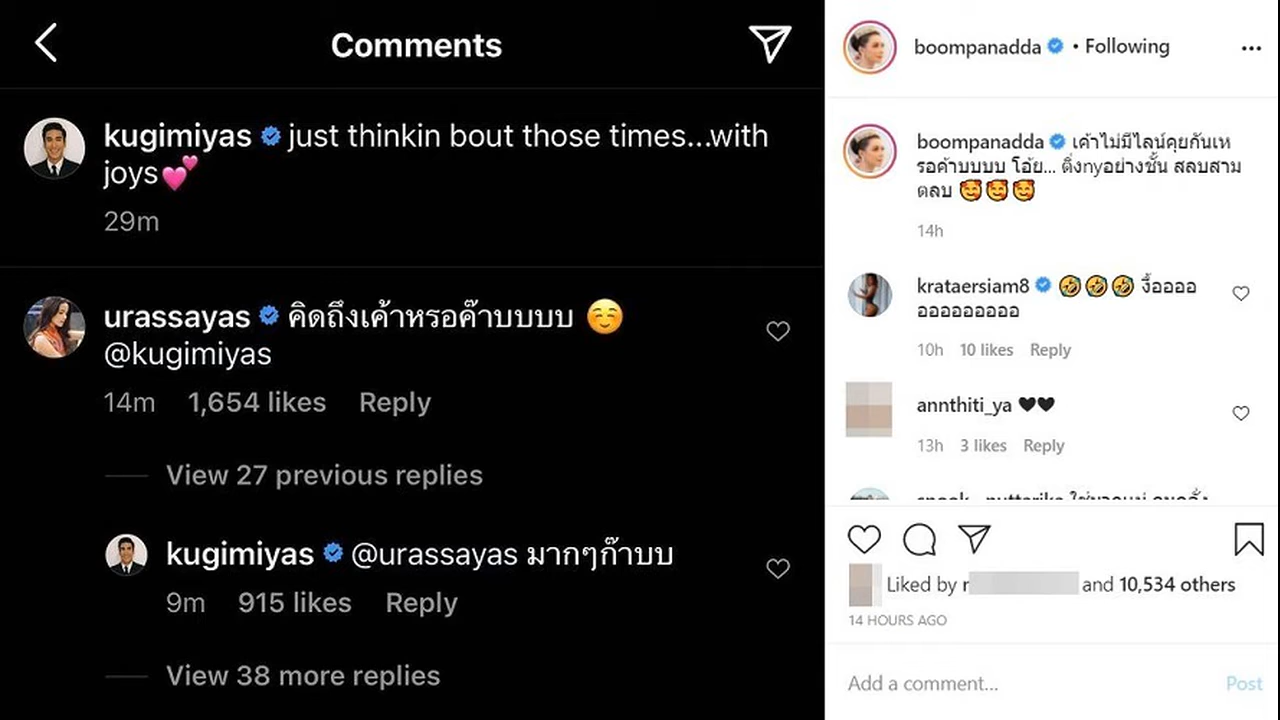 Comments
kugimiyas just thinkin bout those times...with
joys💕
29m
urassayas คิดถึงเค้าหรอค๊าบบบบ ☺️
@kugimiyas
14m 1,654 likes Reply
View 27 previous replies
kugimiyas @urassayas มากๆก๊าบบ
9m 915 likes Reply
View 38 more replies
boompanadda • Following
boompanadda เค้าไม่มีไลน์คุยกันเห
รอค้าบบบบ โอ้ย... ติ่งnyอย่างชั้น สลบสาม
ตลบ 🥰🥰🥰
14h
krataersiam8 🤣🤣🤣 งื้ออออ
อออออออออ
10h 10 likes Reply
annthiti_ya 🖤🖤
13h 3 likes Reply
Liked by r and 10,534 others
14 HOURS AGO
Add a comment... Post